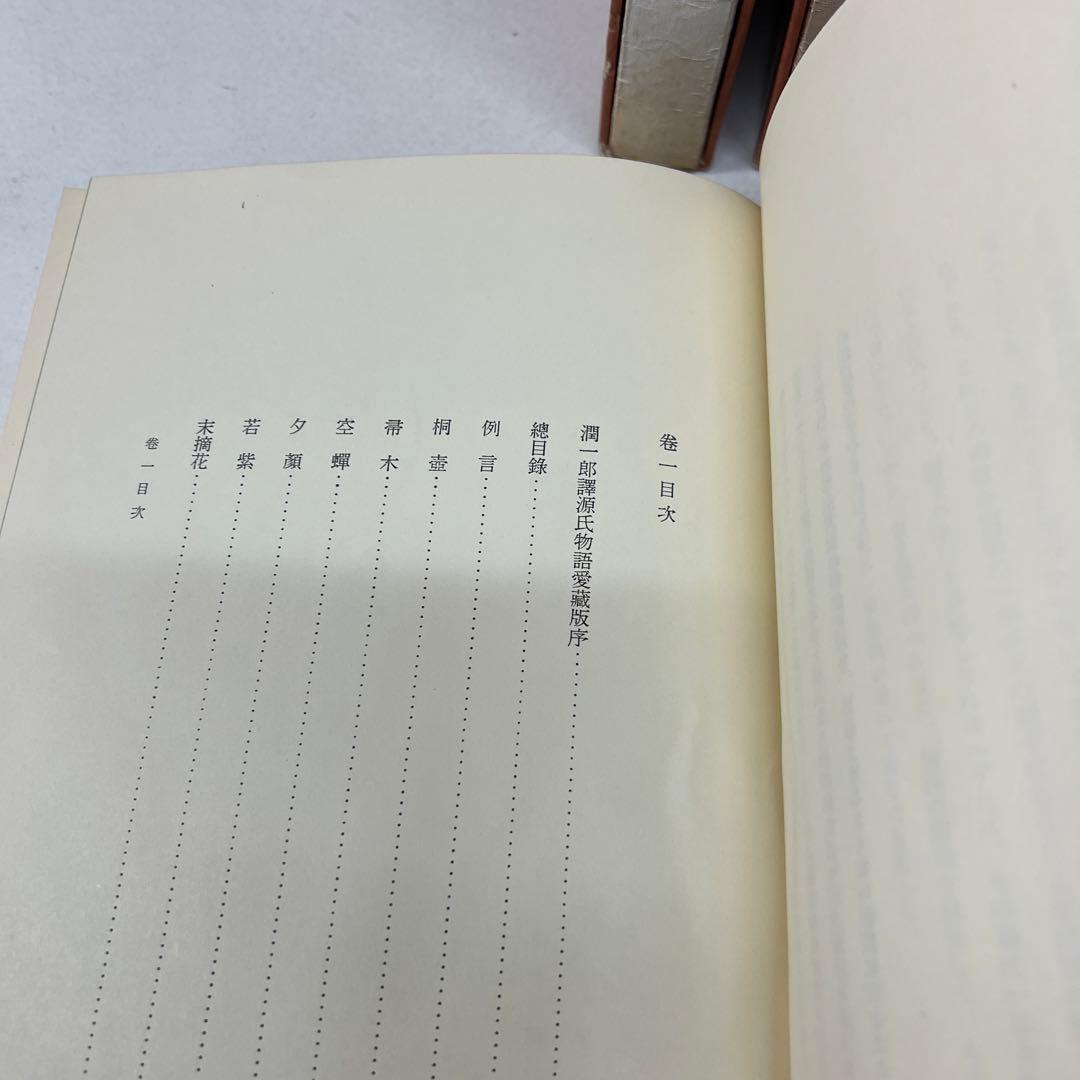 卷一目次
潤一郎譯源氏物語愛藏版序……………………
總目錄……………………
例言……………………
桐壺……………………
帚木……………………
空蟬……………………
夕顏……………………
若紫……………………
末摘花……………………
卷一目次